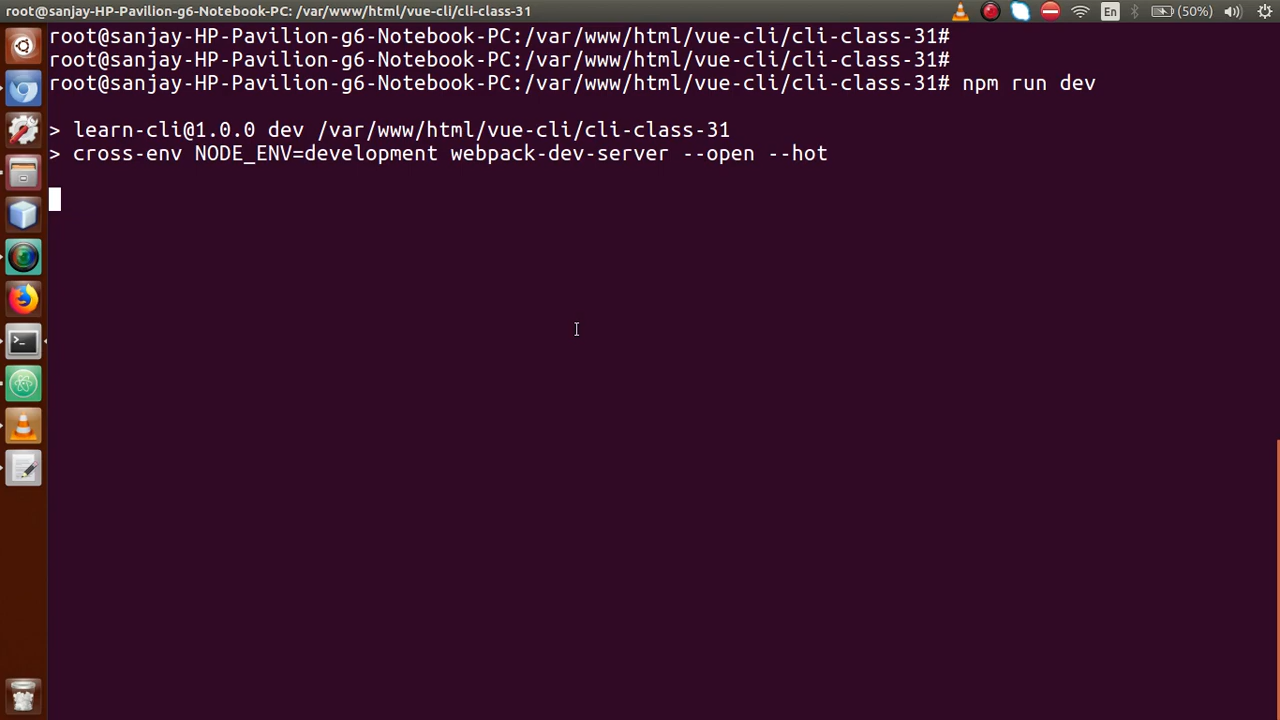 root@sanjay-HP-Pavilion-g6-Notebook-PC: /var/www/html/vue-cli/cli-class-31
En
(50%)
root@sanjay-HP-Pavilion-g6-Notebook-PC:/var/www/html/vue-cli/cli-class-31#
root@sanjay-HP-Pavilion-g6-Notebook-PC:/var/www/html/vue-cli/cli-class-31#
root@sanjay-HP-Pavilion-g6-Notebook-PC:/var/www/html/vue-cli/cli-class-31# npm run dev
> learn-cli@1.0.0 dev /var/www/html/vue-cli/cli-class-31
> cross-env NODE_ENV=development webpack-dev-server --open --hot